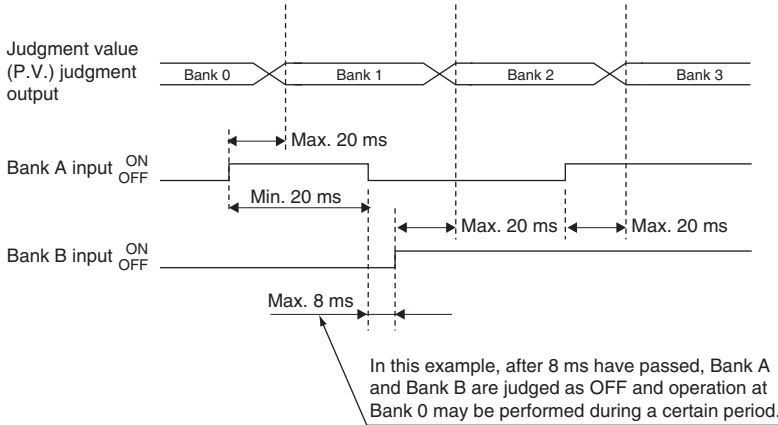 Judgment value
(P.V.) judgment
output
Bank 0
Bank 1
Bank 2
Bank 3
Max. 20 ms
Bank A input ON
OFF
Min. 20 ms
Max. 20 ms
Max. 20 ms
Bank B input ON
OFF
Max. 8 ms
In this example, after 8 ms have passed, Bank A
and Bank B are judged as OFF and operation at
Bank 0 may be performed during a certain period.